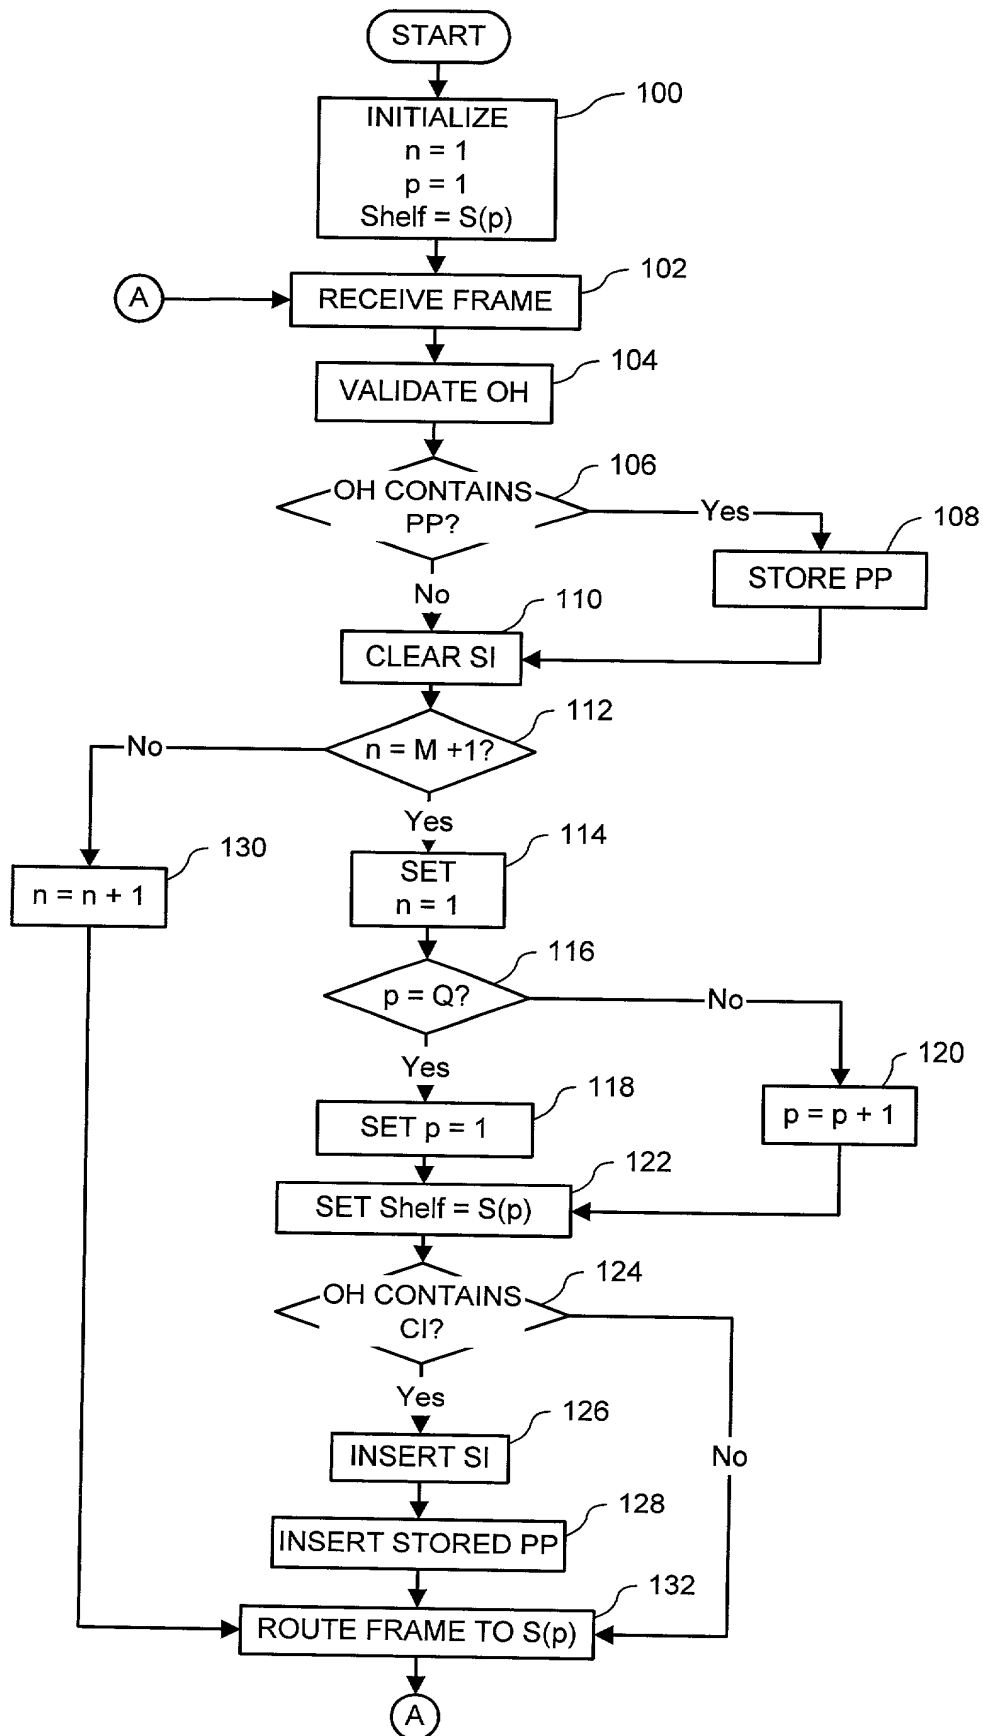 START
100
INITIALIZE
n = 1
p = 1
Shelf = S(p)
102
A
RECEIVE FRAME
104
VALIDATE OH
106
OH CONTAINS
PP?
Yes
108
STORE PP
No
110
CLEAR SI
112
n = M +1?
No
Yes
114
SET
n = 1
130
n = n + 1
116
p = Q?
No
Yes
120
p = p + 1
118
SET p = 1
122
SET Shelf = S(p)
124
OH CONTAINS
CI?
Yes
126
INSERT SI
No
128
INSERT STORED PP
132
ROUTE FRAME TO S(p)
A